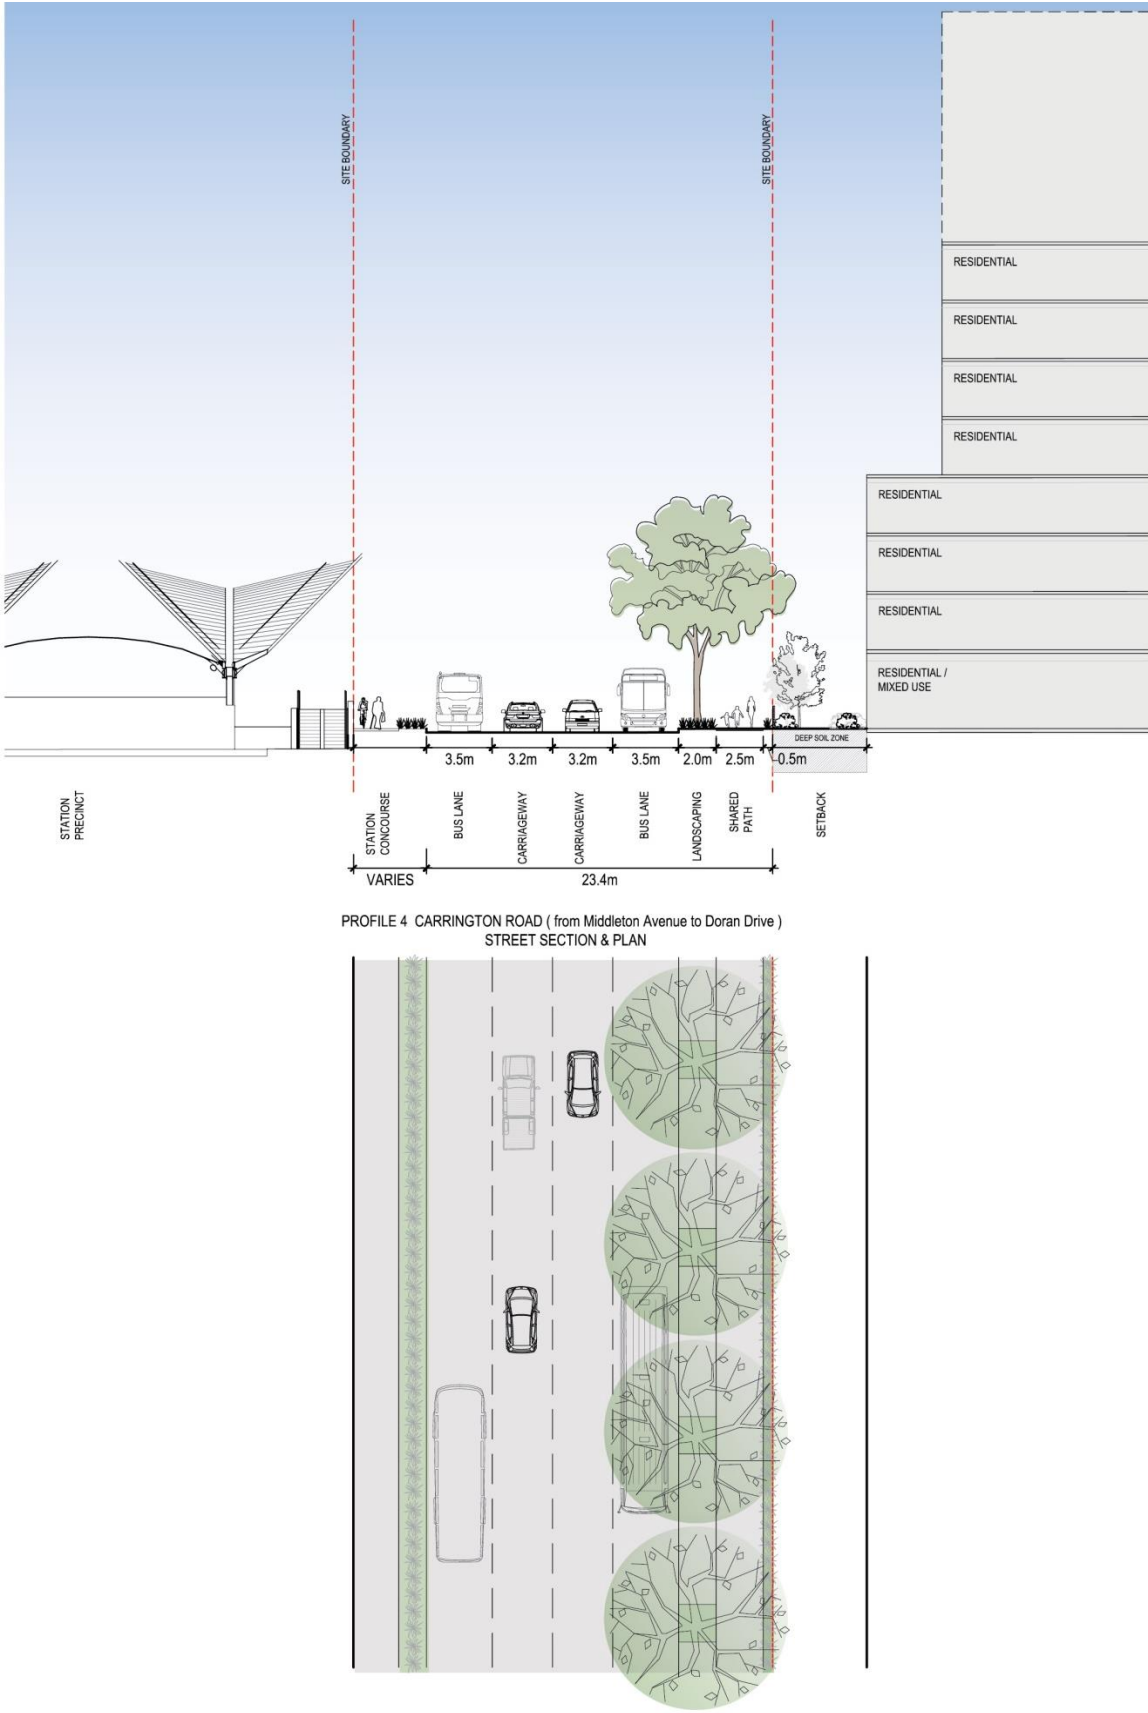 SITE BOUNDARY
SITE BOUNDARY
RESIDENTIAL
RESIDENTIAL
RESIDENTIAL
RESIDENTIAL
RESIDENTIAL
RESIDENTIAL
RESIDENTIAL
RESIDENTIAL /
MIXED USE
DEEP SOIL ZONE
3.5m
3.2m
3.2m
3.5m
2.0m
2.5m
0.5m
STATION
PRECINCT
STATION
CONCOURSE
BUS LANE
CARRIAGEWAY
CARRIAGEWAY
BUS LANE
LANDSCAPING
SHARED
PATH
SETBACK
VARIES
23.4m
PROFILE 4 CARRINGTON ROAD ( from Middleton Avenue to Doran Drive )
STREET SECTION & PLAN